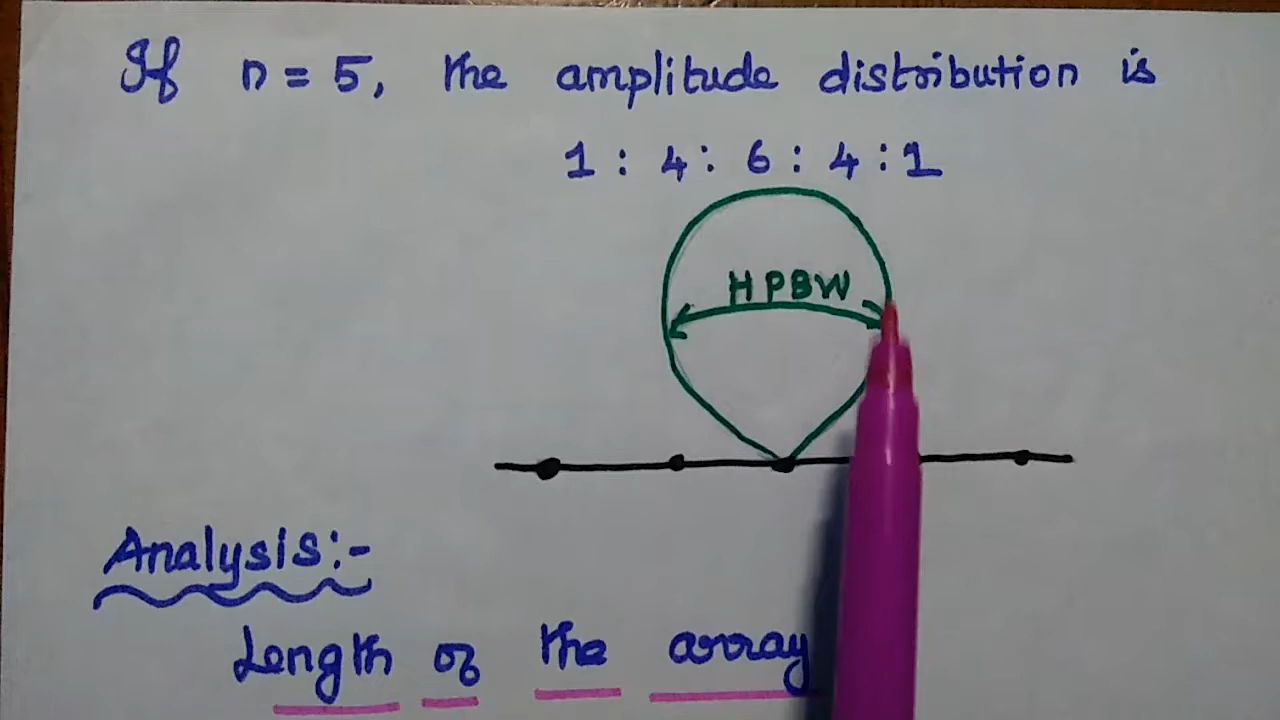 If n = 5, the amplitude distribution is
1 : 4 : 6 : 4 : 1
HPBW
Analysis:-
Length of the array